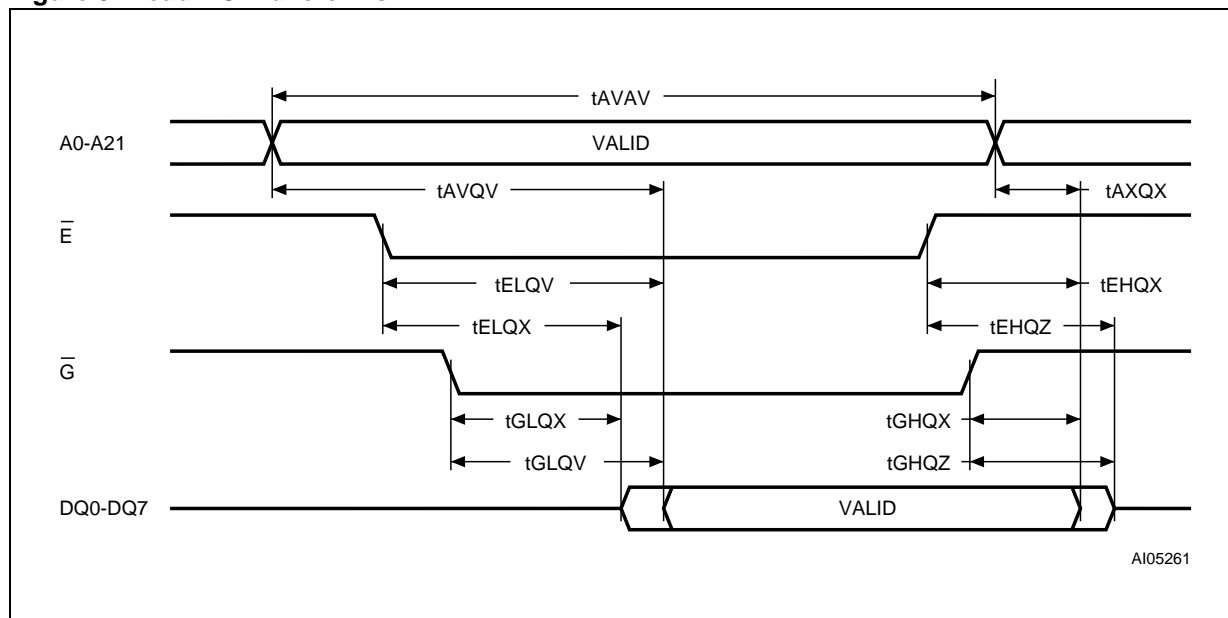 tAVAV
A0-A21
VALID
tAVQV
tAXQX
E
tELQV
tEHQX
tELQX
tEHQZ
G
tGLQX
tGHQX
tGLQV
tGHQZ
DQ0-DQ7
VALID
AI05261